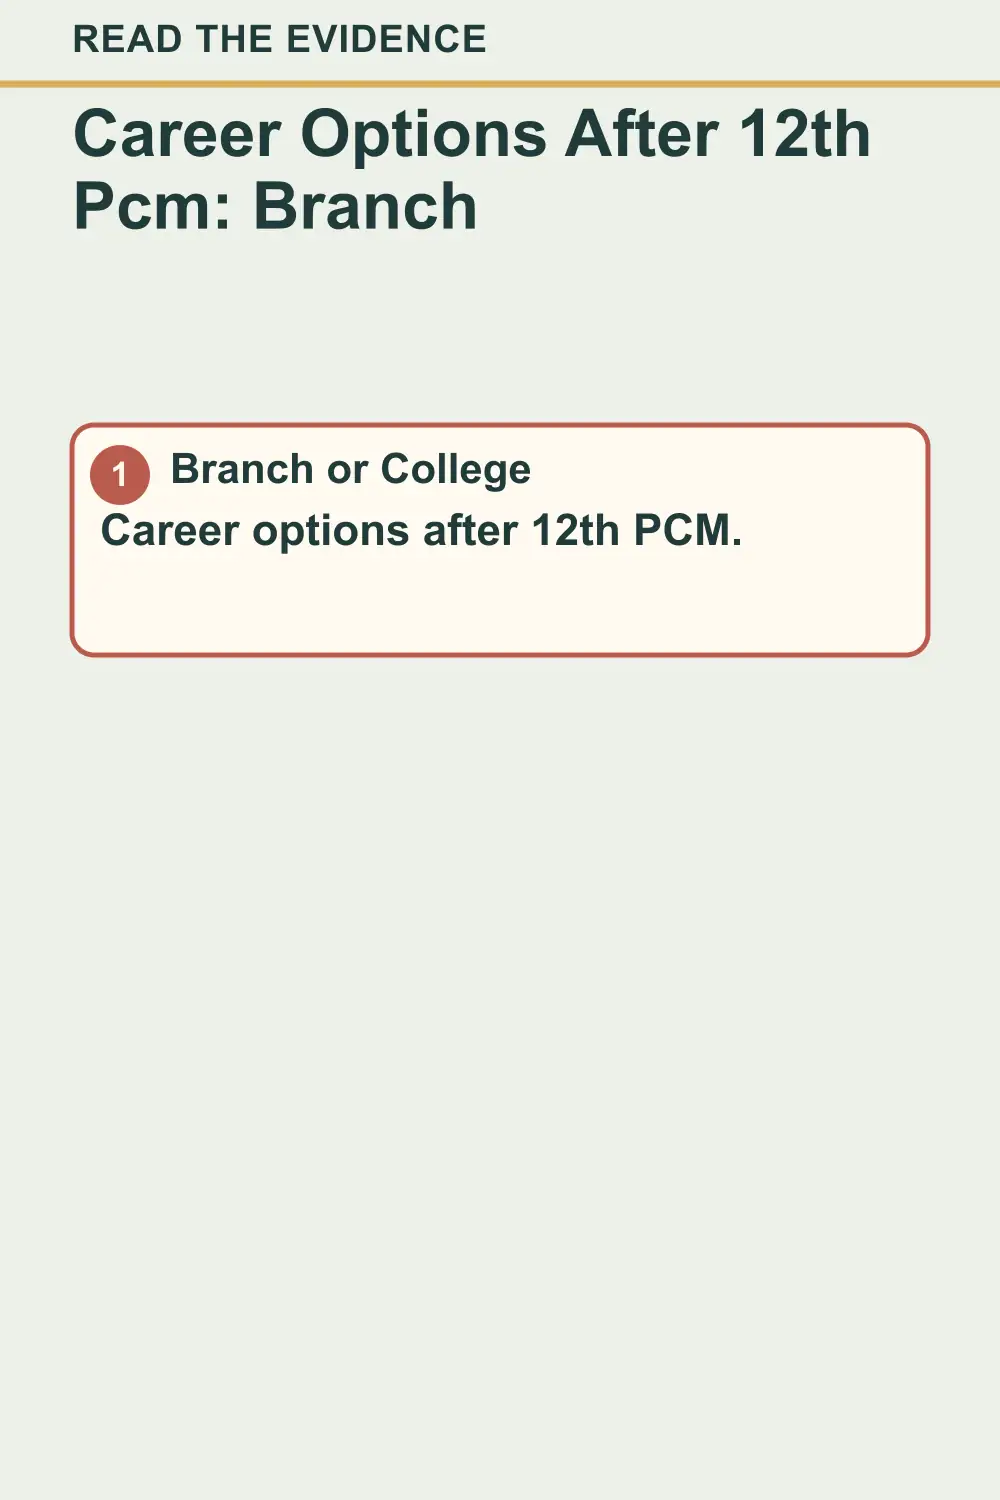 READ THE EVIDENCE
Career Options After 12th
Pcm: Branch
1 Branch or College
Career options after 12th PCM.